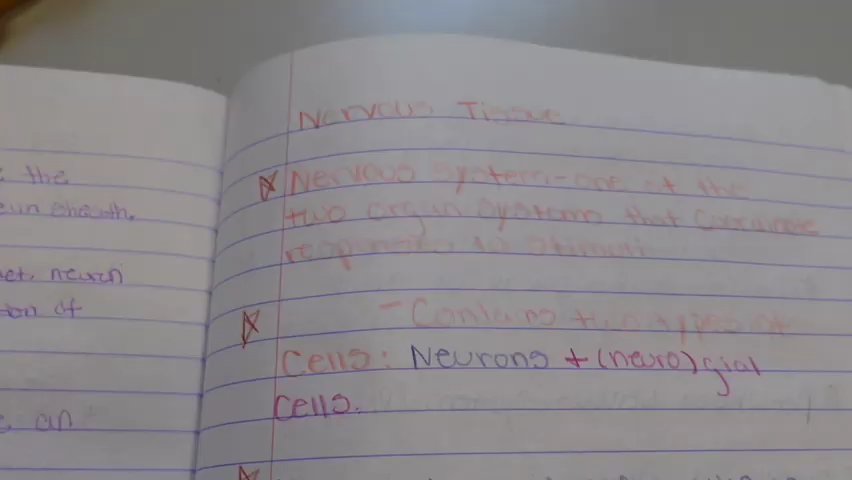 the
sheath.
neuron
of
an
Nervous Tissue
Nervous system-one of the
two organ systems that coordinate
responses to stimuli
- Contains two types of
Cells: Neurons + (neuro)glial
Cells.